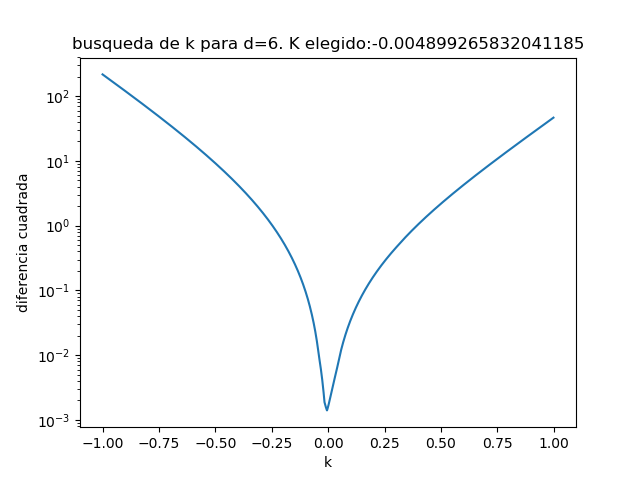 busqueda de k para d=6. K elegido:-0.004899265832041185
diferencia cuadrada
10²
10¹
10⁰
10⁻¹
10⁻²
10⁻³
−1.00 −0.75 −0.50 −0.25 0.00 0.25 0.50 0.75 1.00
k